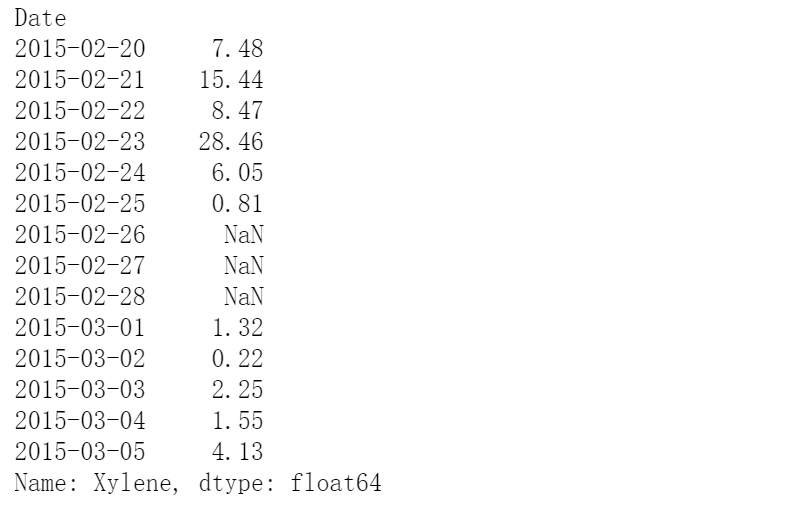 Date
2015-02-20     7.48
2015-02-21    15.44
2015-02-22     8.47
2015-02-23    28.46
2015-02-24     6.05
2015-02-25     0.81
2015-02-26      NaN
2015-02-27      NaN
2015-02-28      NaN
2015-03-01     1.32
2015-03-02     0.22
2015-03-03     2.25
2015-03-04     1.55
2015-03-05     4.13
Name: Xylene, dtype: float64